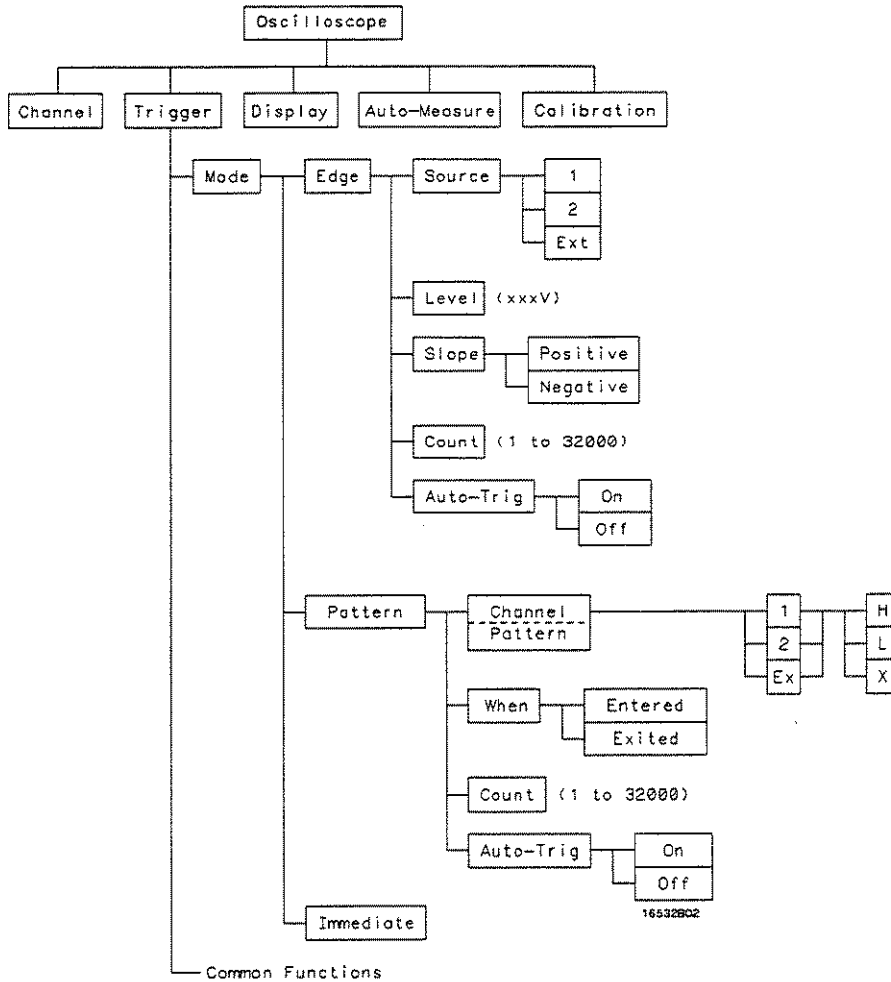 Oscilloscope
Channel Trigger Display Auto-Measure Calibration
Mode Edge Source 1
2
Ext
Level (xxxV)
Slope Positive
Negative
Count (1 to 32000)
Auto-Trig On
Off
Pattern Channel 1 H
Pattern 2 L
Ex X
When Entered
Exited
Count (1 to 32000)
Auto-Trig On
Off
16532B02
Immediate
Common Functions